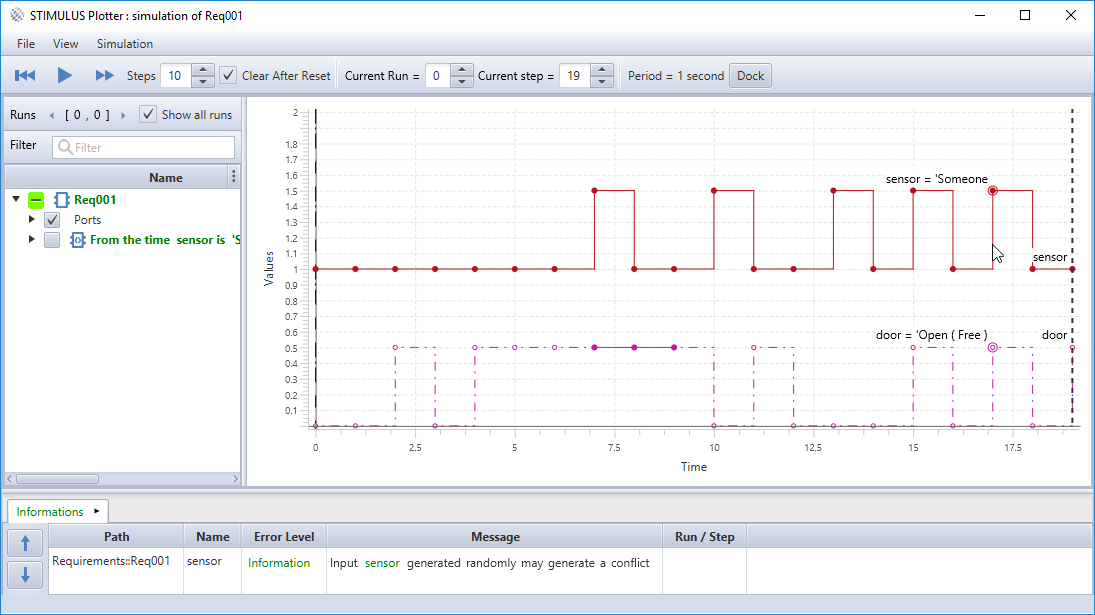 STIMULUS Plotter : simulation of Req001
File View Simulation
Steps 10 Clear After Reset Current Run = 0 Current step = 19 Period = 1 second Dock
Runs [ 0 , 0 ] Show all runs
Filter Filter
Name
Req001
Ports
From the time sensor is 'S
2
1.8
1.7
1.6
1.5
1.4
1.3
1.2
1.1
1
0.9
0.8
0.7
0.6
0.5
0.4
0.3
0.2
0.1
Values
sensor = 'Someone
sensor
door = 'Open ( Free )
door
0 2.5 5 7.5 10 12.5 15 17.5
Time
Informations
Path Name Error Level Message Run / Step
Requirements::Req001 sensor Information Input sensor generated randomly may generate a conflict